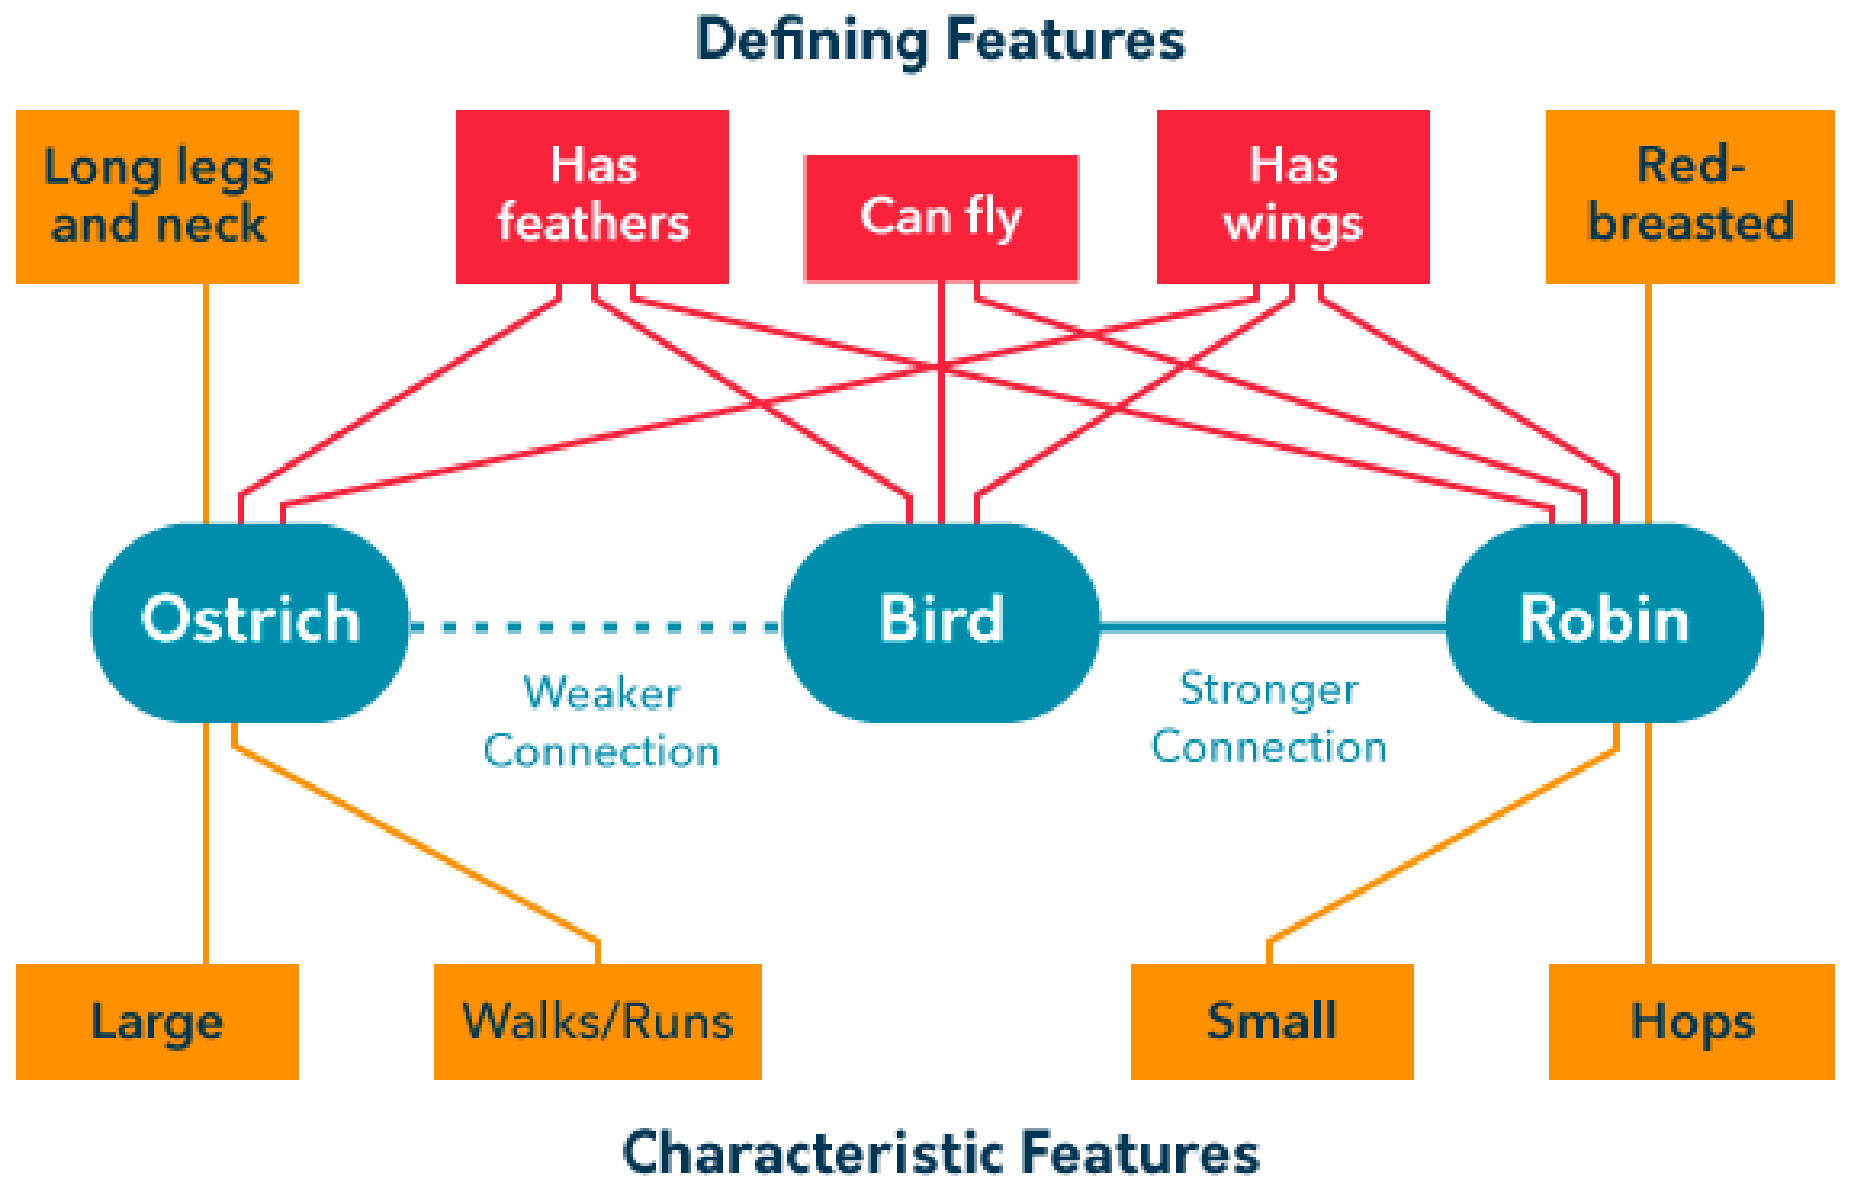 Defining Features
Long legs
and neck
Has
feathers
Can fly
Has
wings
Red-
breasted
Ostrich
Bird
Robin
Weaker
Connection
Stronger
Connection
Large
Walks/Runs
Small
Hops
Characteristic Features